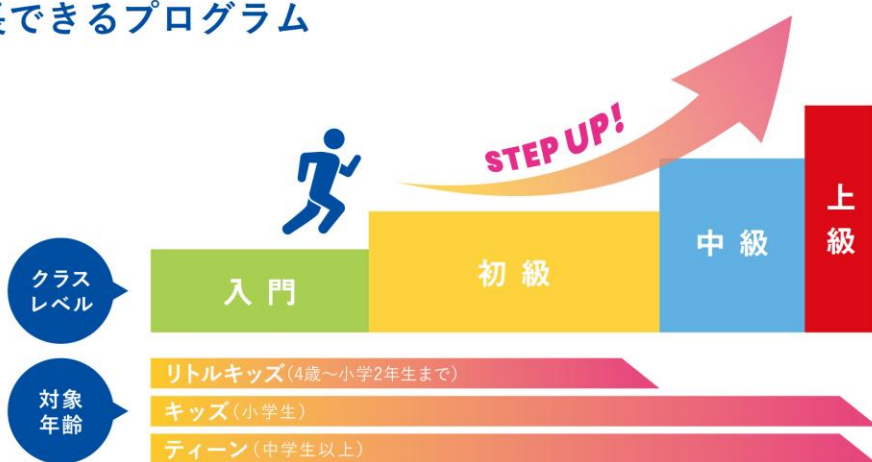 長できるプログラム
STEP UP!
クラス
レベル
入門
初級
中級
上級
対象
年齢
リトルキッズ(4歳〜小学2年生まで)
キッズ(小学生)
ティーン(中学生以上)